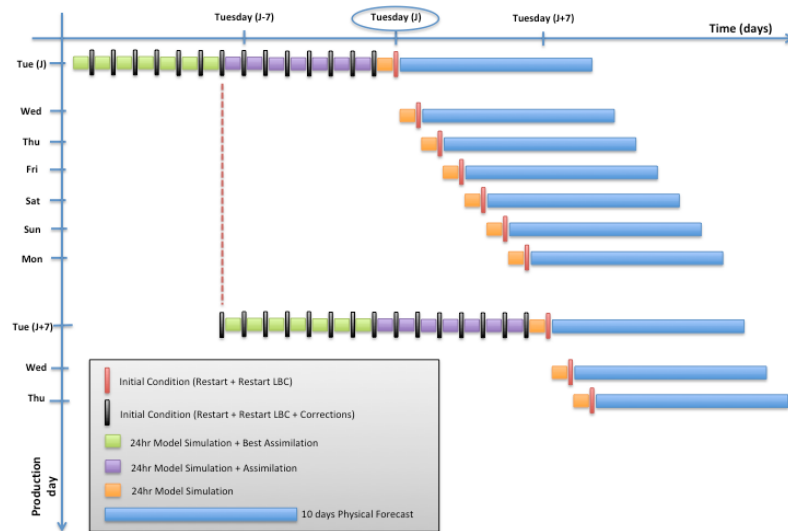 Tuesday (J-7)
Tuesday (J)
Tuesday (J+7)
Time (days)
Tue (J)
Wed
Thu
Fri
Sat
Sun
Mon
Tue (J+7)
Wed
Thu
Production
day
Initial Condition (Restart + Restart LBC)
Initial Condition (Restart + Restart LBC + Corrections)
24hr Model Simulation + Best Assimilation
24hr Model Simulation + Assimilation
24hr Model Simulation
10 days Physical Forecast